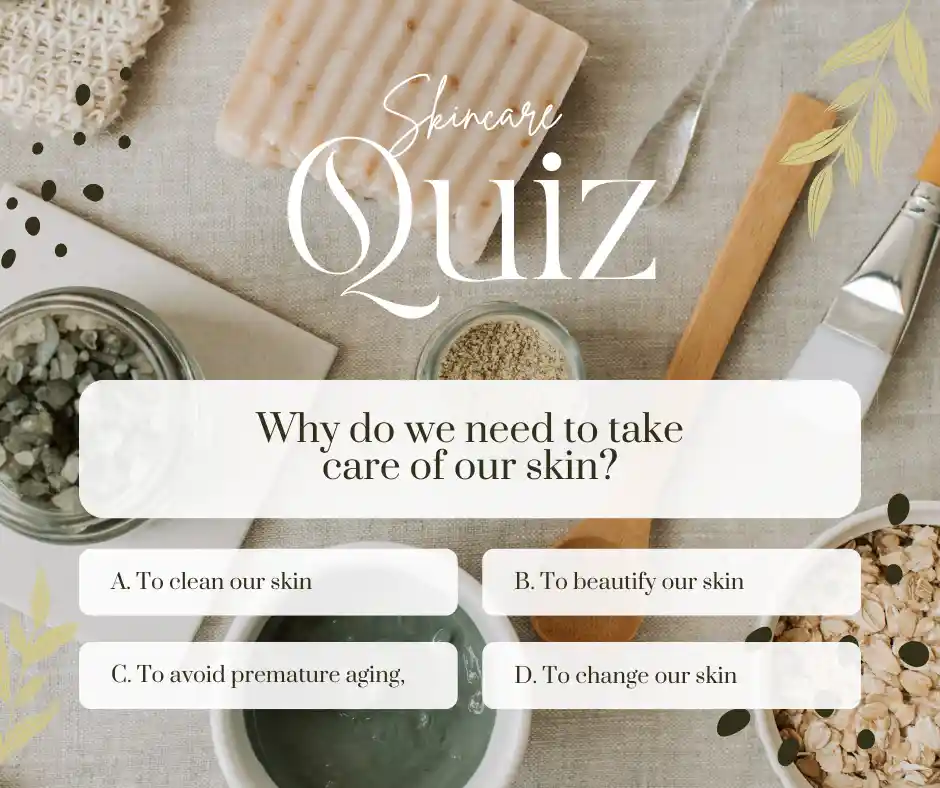 Skincare
Quiz
Why do we need to take
care of our skin?
A. To clean our skin
B. To beautify our skin
C. To avoid premature aging,
D. To change our skin